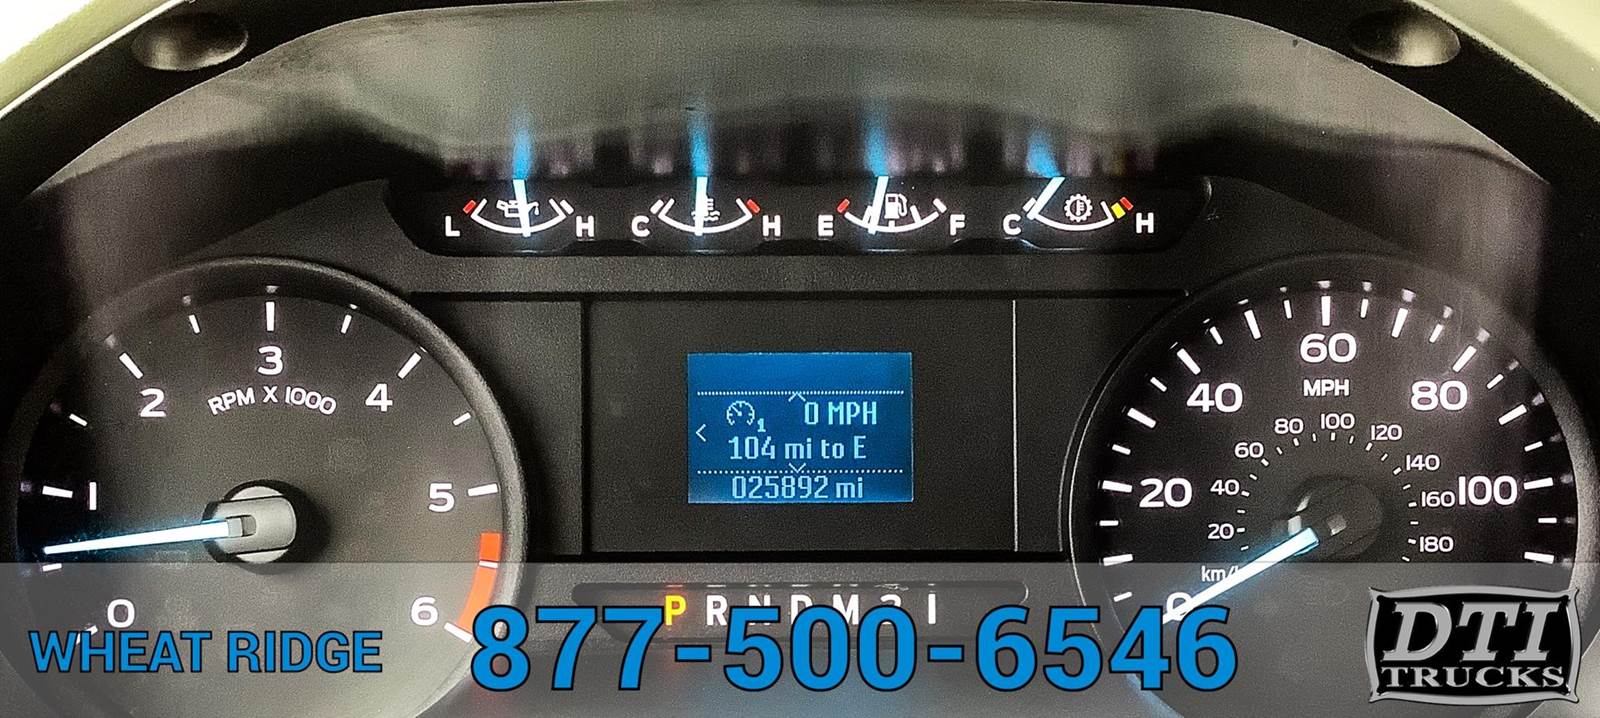 L H C H E F C H
0 1 2 3 4 5 6
RPM X 1000
0 MPH
1
104 mi to E
025892 mi
0 20 40 60 80 100
MPH
20 40 60 80 100 120 140 160 180
P R N D M 2 1
WHEAT RIDGE
877-500-6546
DTI
TRUCKS